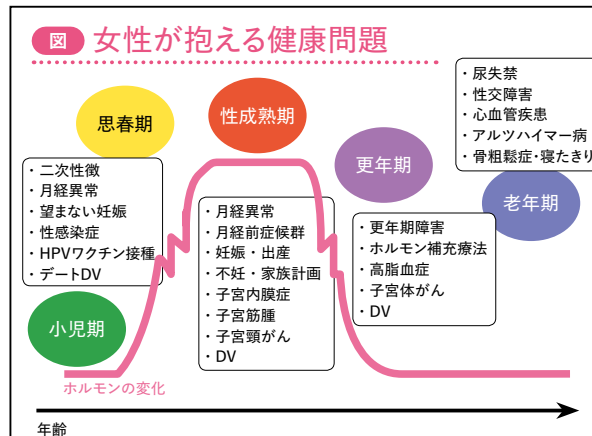 図 女性が抱える健康問題
小児期
思春期
・二次性徴
・月経異常
・望まない妊娠
・性感染症
・HPVワクチン接種
・デートDV
性成熟期
・月経異常
・月経前症候群
・妊娠・出産
・不妊・家族計画
・子宮内膜症
・子宮筋腫
・子宮頸がん
・DV
更年期
・更年期障害
・ホルモン補充療法
・高脂血症
・子宮体がん
・DV
老年期
・尿失禁
・性交障害
・心血管疾患
・アルツハイマー病
・骨粗鬆症・寝たきり
ホルモンの変化
年齢